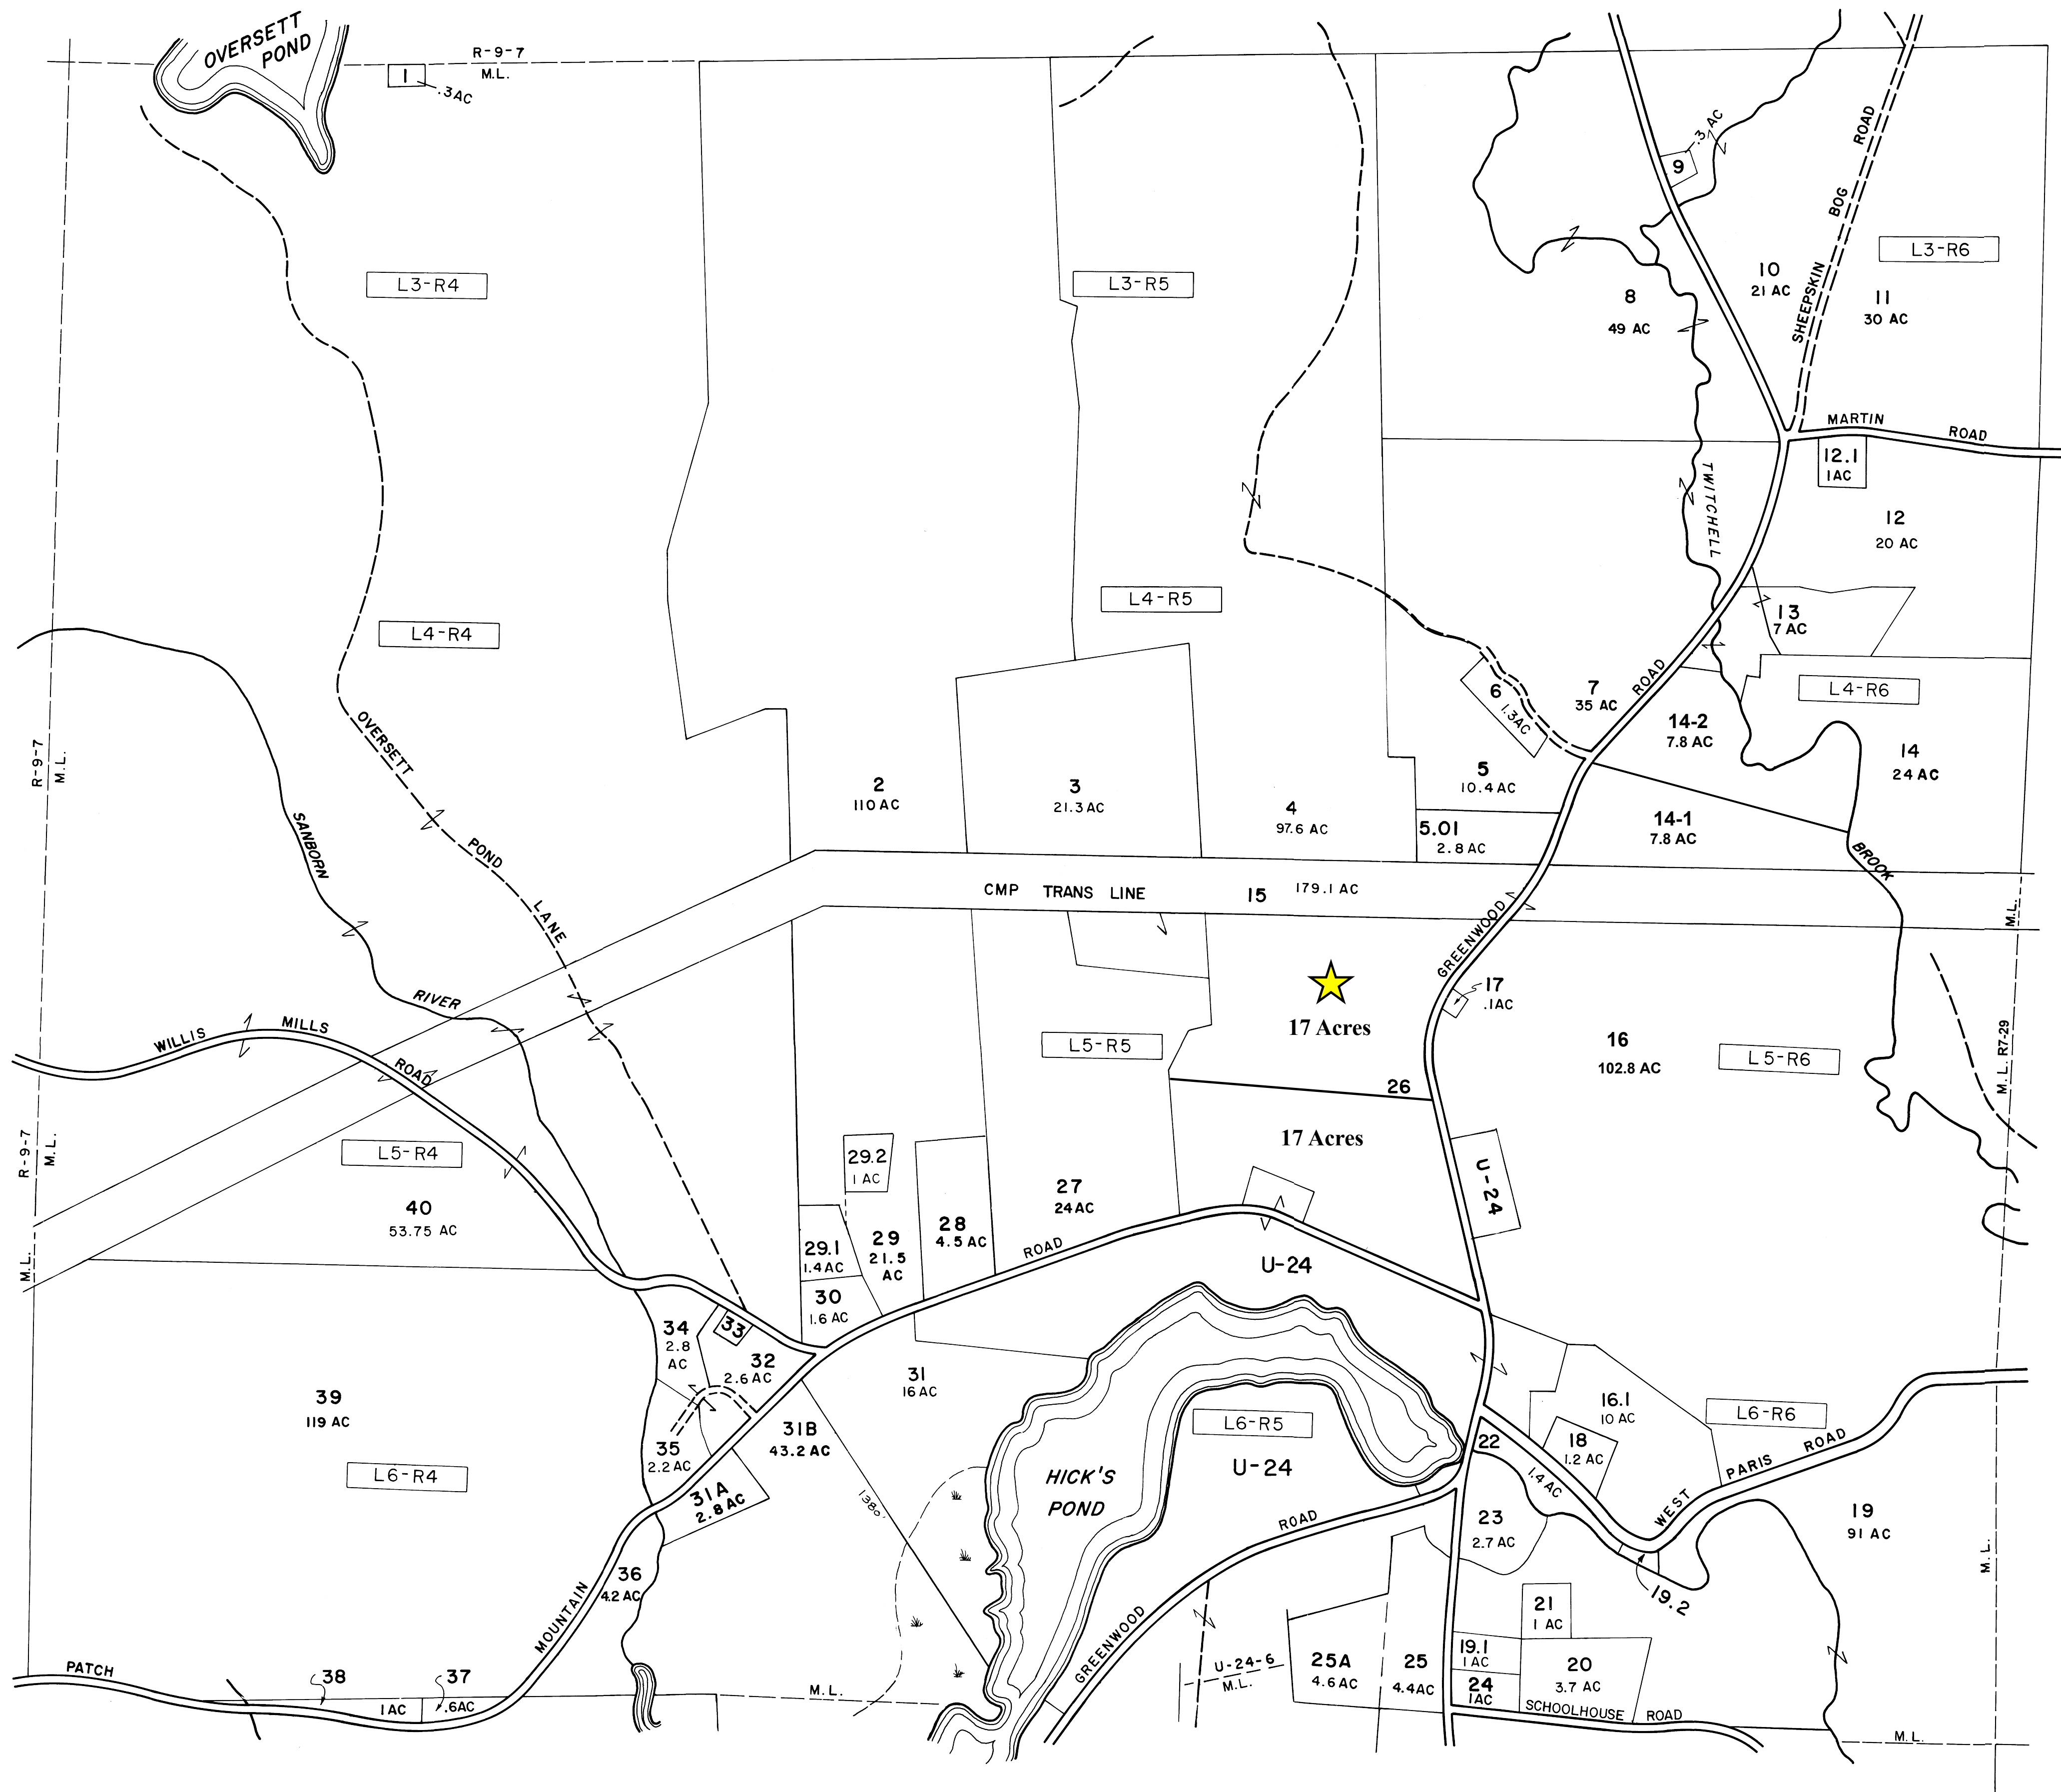 OVERSETT
POND
R-9-7
M.L.
1
.3AC
9
.3 AC
SHEEPSKIN BOG ROAD
L3-R4
L3-R5
L3-R6
8
49 AC
10
21 AC
11
30 AC
MARTIN ROAD
12.1
1AC
TWITCHELL
12
20 AC
L4-R4
L4-R5
13
7 AC
L4-R6
6
1.3AC
7
35 AC
ROAD
14-2
7.8 AC
14
24 AC
R-9-7
M.L.
OVERSETT
POND
LANE
SANBORN
RIVER
2
110 AC
3
21.3 AC
4
97.6 AC
5
10.4 AC
5.01
2.8 AC
14-1
7.8 AC
BROOK
CMP TRANS LINE
15
179.1 AC
M.L.
GREENWOOD
17
.1AC
17 Acres
WILLIS MILLS ROAD
L5-R5
16
102.8 AC
L5-R6
M.L. R7-29
26
17 Acres
R-9-7
M.L.
L5-R4
40
53.75 AC
29.2
1 AC
U-24
27
24AC
28
4.5 AC
29
21.5
AC
29.1
1.4AC
30
1.6 AC
ROAD
U-24
M.L.
33
34
2.8
AC
32
2.6 AC
31
16 AC
39
119 AC
L6-R4
35
2.2 AC
31B
43.2 AC
31A
2.8 AC
1380'
HICK'S
POND
L6-R5
U-24
16.1
10 AC
L6-R6
18
1.2 AC
22
1.4 AC
WEST PARIS ROAD
19
91 AC
23
2.7 AC
ROAD
GREENWOOD
19.2
M.L.
36
4.2 AC
MOUNTAIN
21
1 AC
19.1
1 AC
24
1AC
20
3.7 AC
25A
4.6 AC
25
4.4AC
U-24-6
M.L.
PATCH
38
1AC
37
.6AC
M.L.
SCHOOLHOUSE ROAD
M.L.